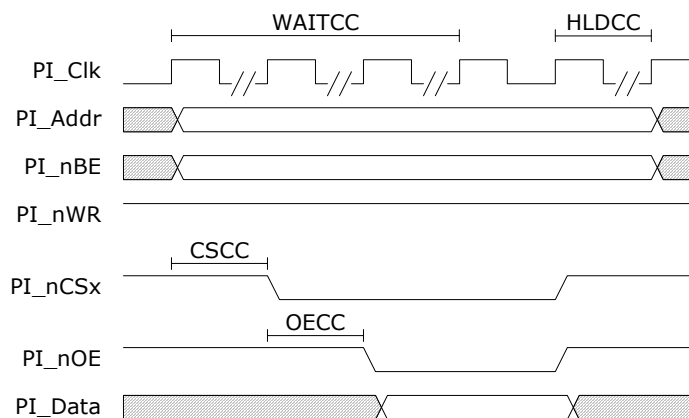 WAITCC HLDCC
PI_Clk
PI_Addr
PI_nBE
PI_nWR
CSCC
PI_nCSx
OECC
PI_nOE
PI_Data